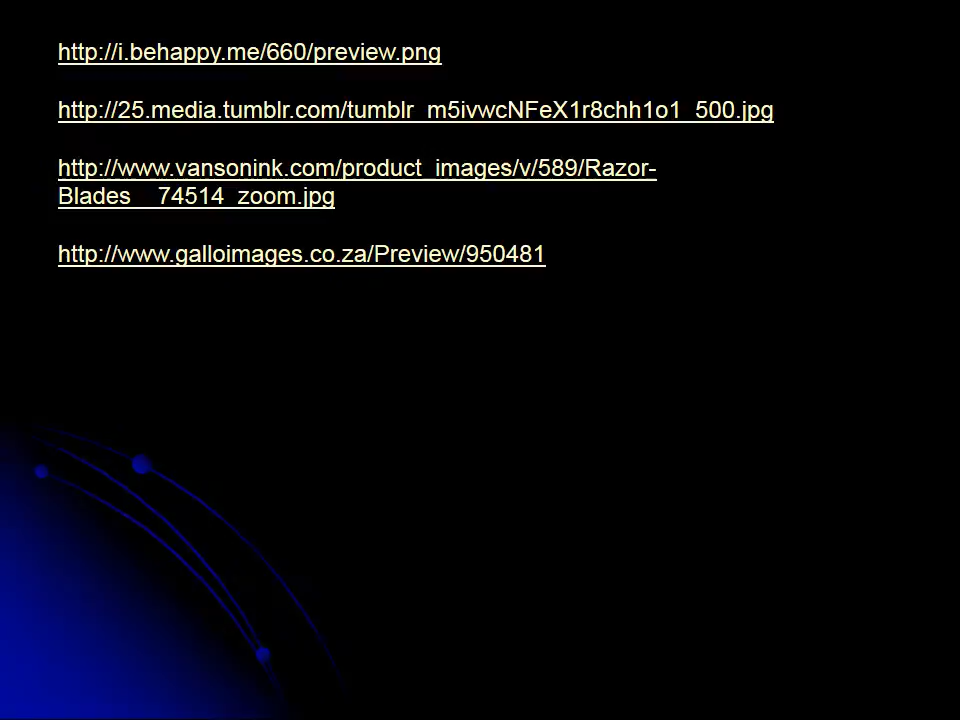 http://i.behappy.me/660/preview.png
http://25.media.tumblr.com/tumblr_m5ivwcNFeX1r8chh1o1_500.jpg
http://www.vansonink.com/product_images/v/589/Razor-
Blades__74514_zoom.jpg
http://www.galloimages.co.za/Preview/950481